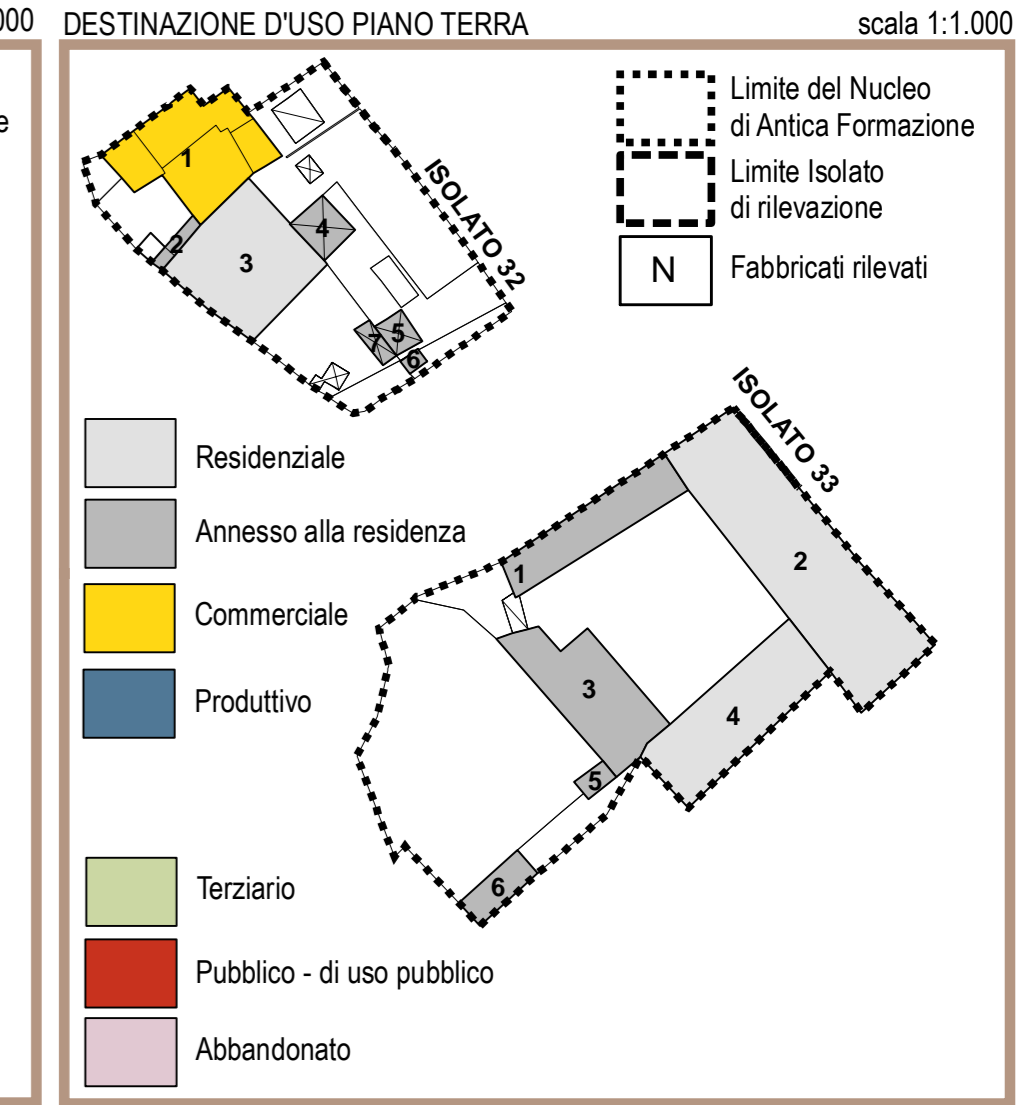 000
DESTINAZIONE D'USO PIANO TERRA
scala 1:1.000
e
Limite del Nucleo
di Antica Formazione
Limite Isolato
di rilevazione
N
Fabbricati rilevati
ISOLATO 32
1
2
3
4
5
7
6
Residenziale
Annesso alla residenza
Commerciale
Produttivo
Terziario
Pubblico - di uso pubblico
Abbandonato
ISOLATO 33
1
2
3
4
5
6